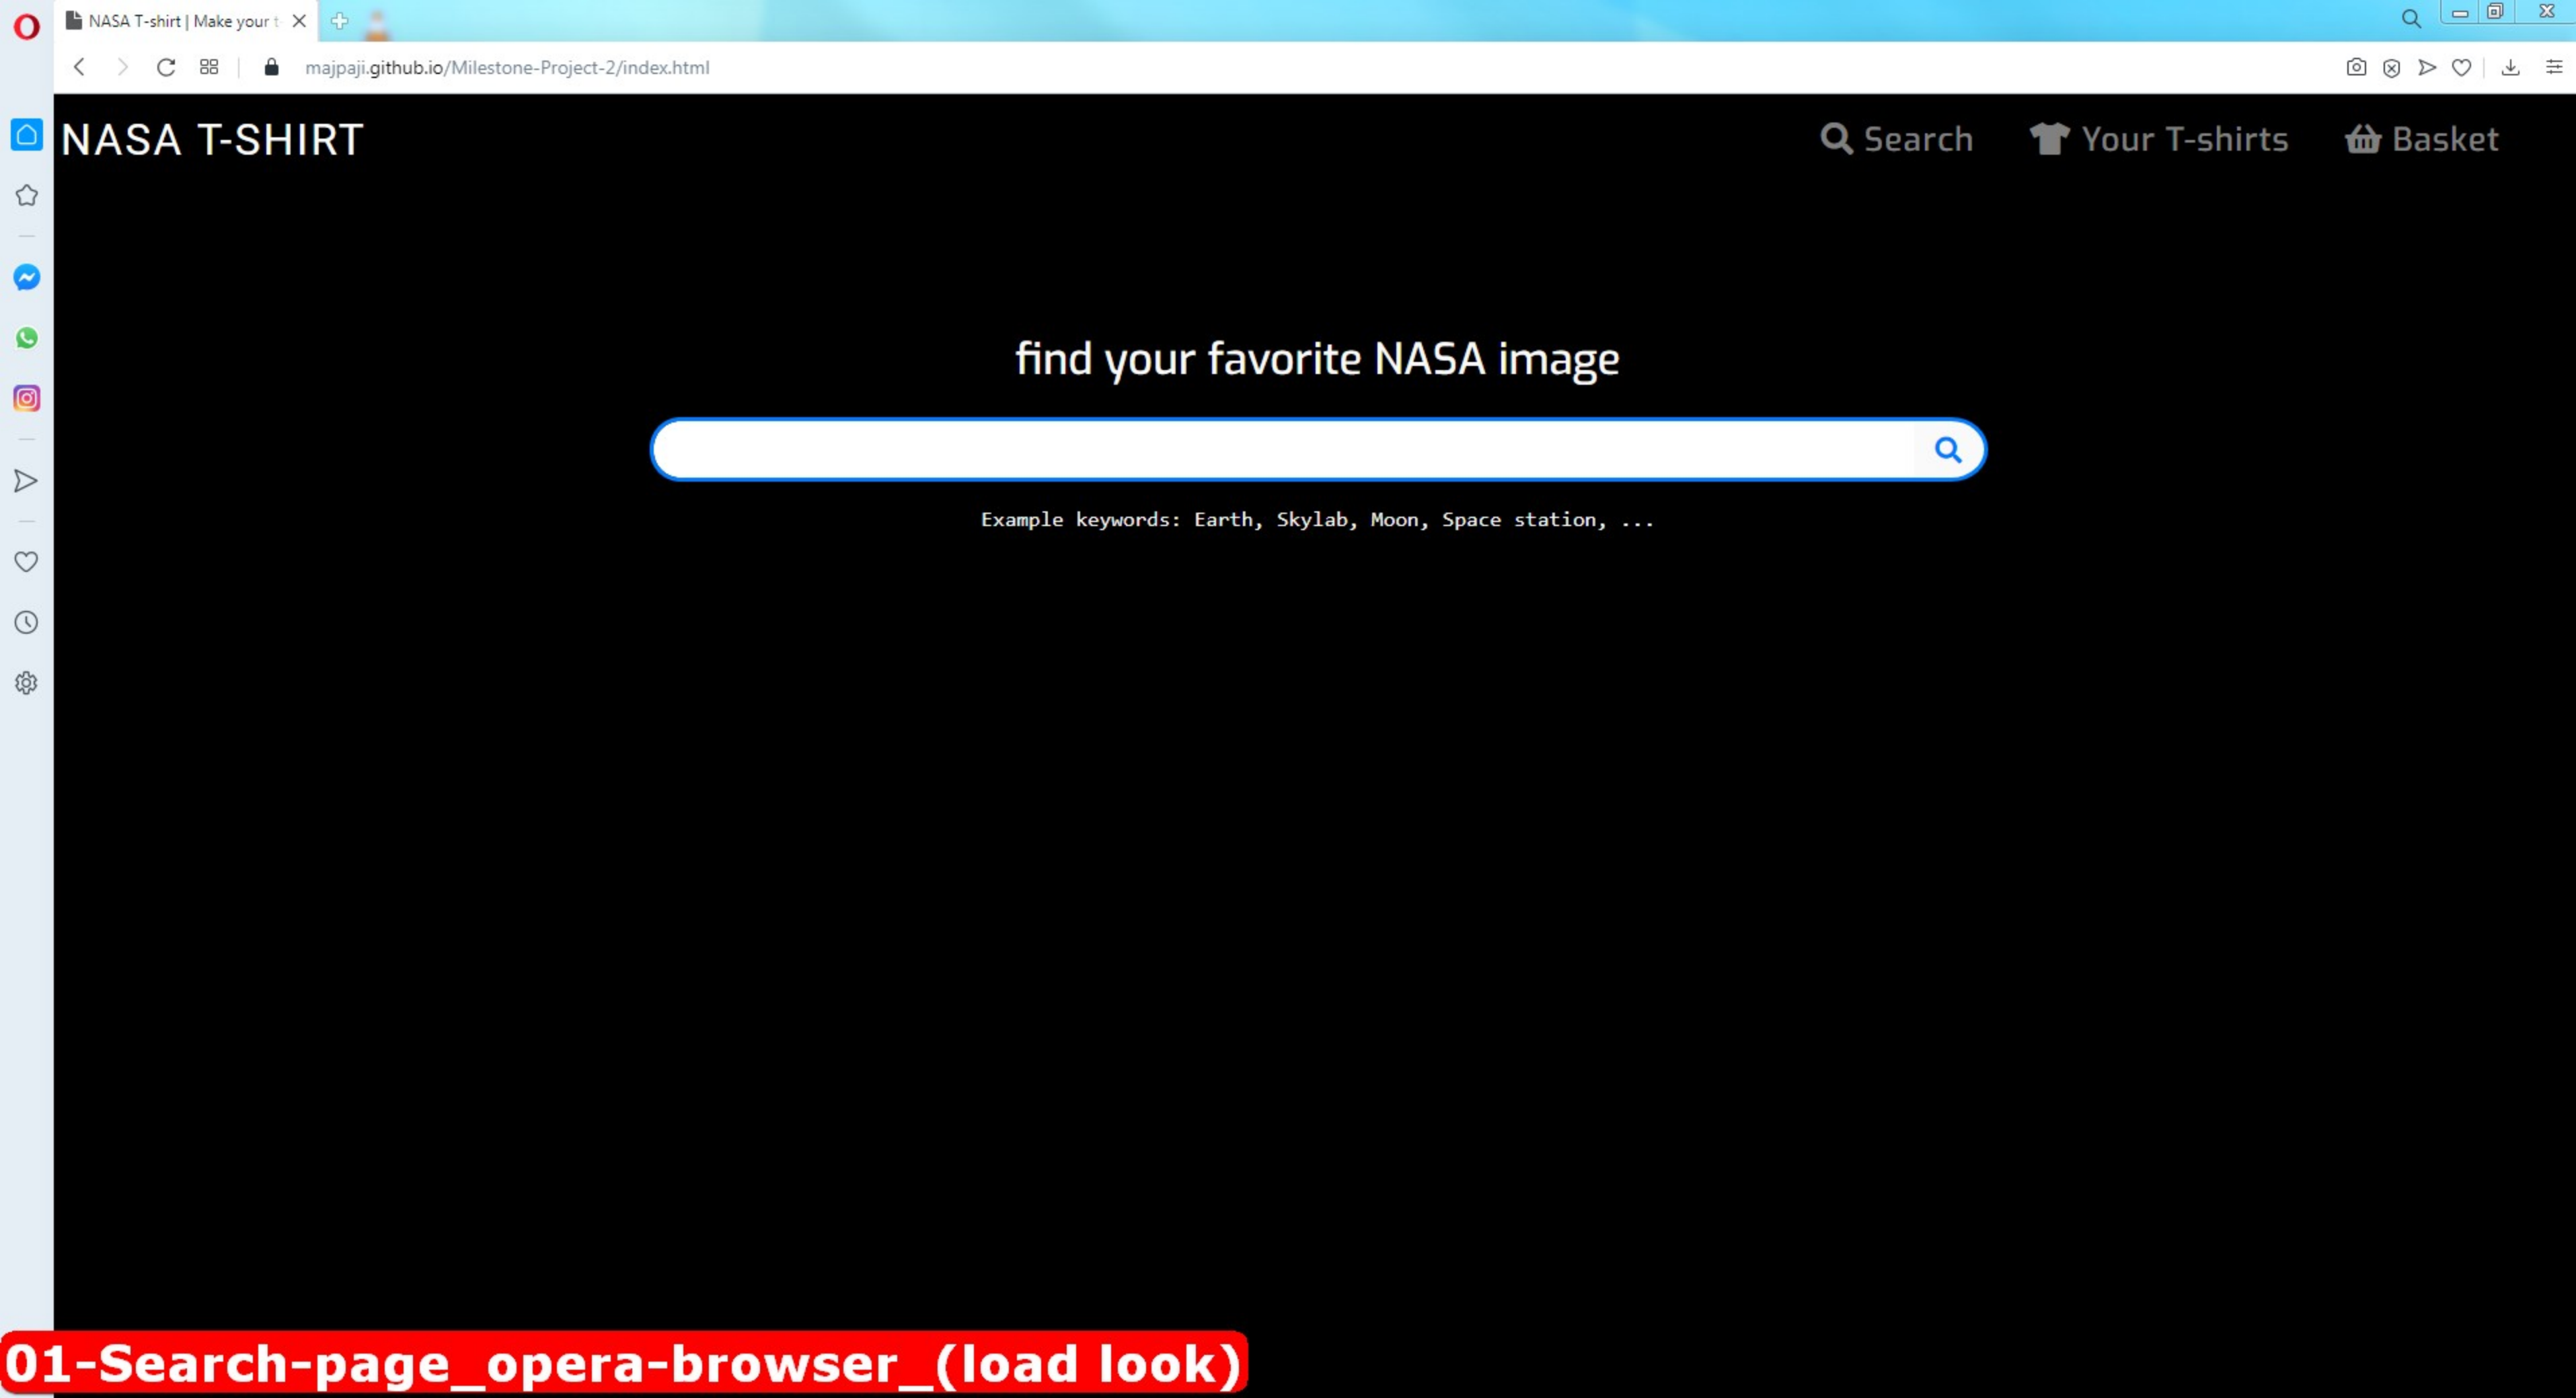 NASA T-shirt | Make your t-
majpaji.github.io/Milestone-Project-2/index.html
NASA T-SHIRT
Search
Your T-shirts
Basket
find your favorite NASA image
Example keywords: Earth, Skylab, Moon, Space station, ...
01-Search-page_opera-browser_(load look)